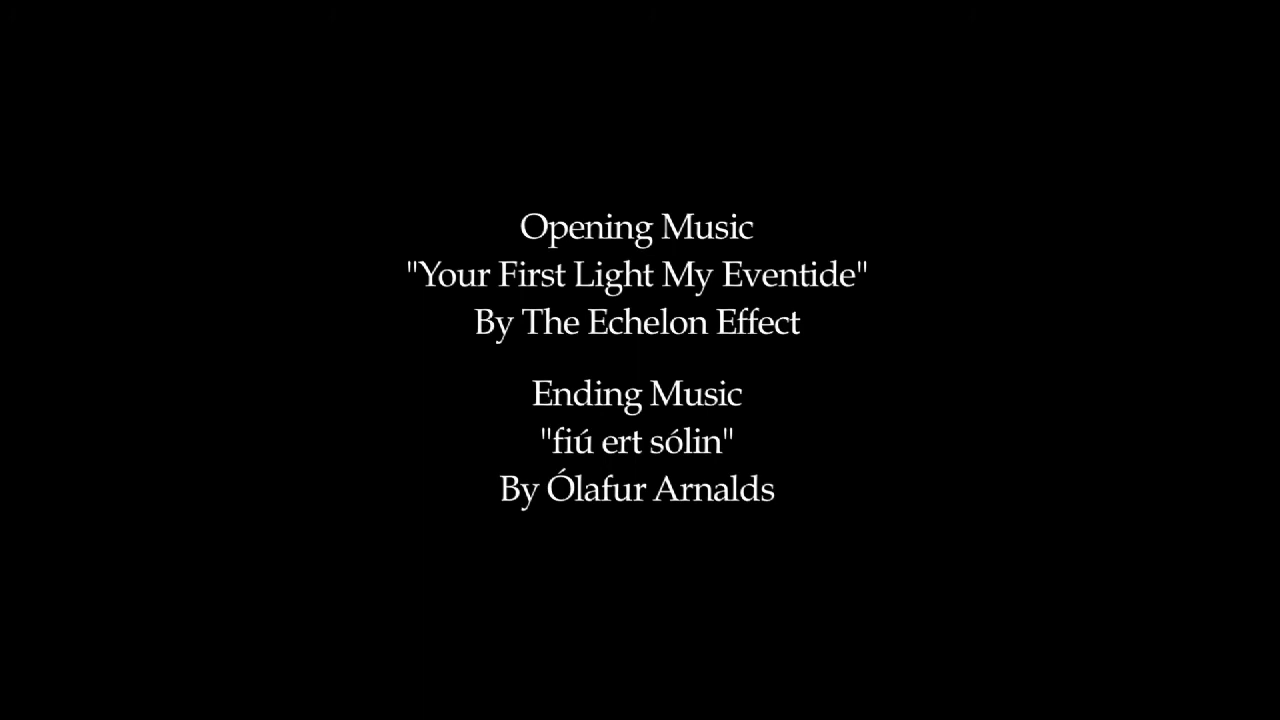 Opening Music
"Your First Light My Eventide"
By The Echelon Effect
Ending Music
"fiú ert sólin"
By Ólafur Arnalds